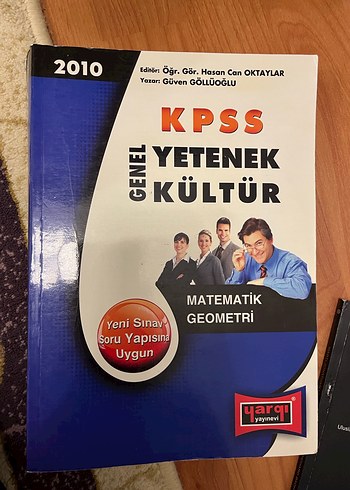 2010
Editör: Öğr. Gör. Hasan Can OKTAYLAR
Yazar: Güven GÖLLÜOĞLU
KPSS
GENEL
YETENEK
KÜLTÜR
MATEMATİK
GEOMETRİ
Yeni Sınav
Soru Yapısına
Uygun
yargı
yayınevi
Ulusl